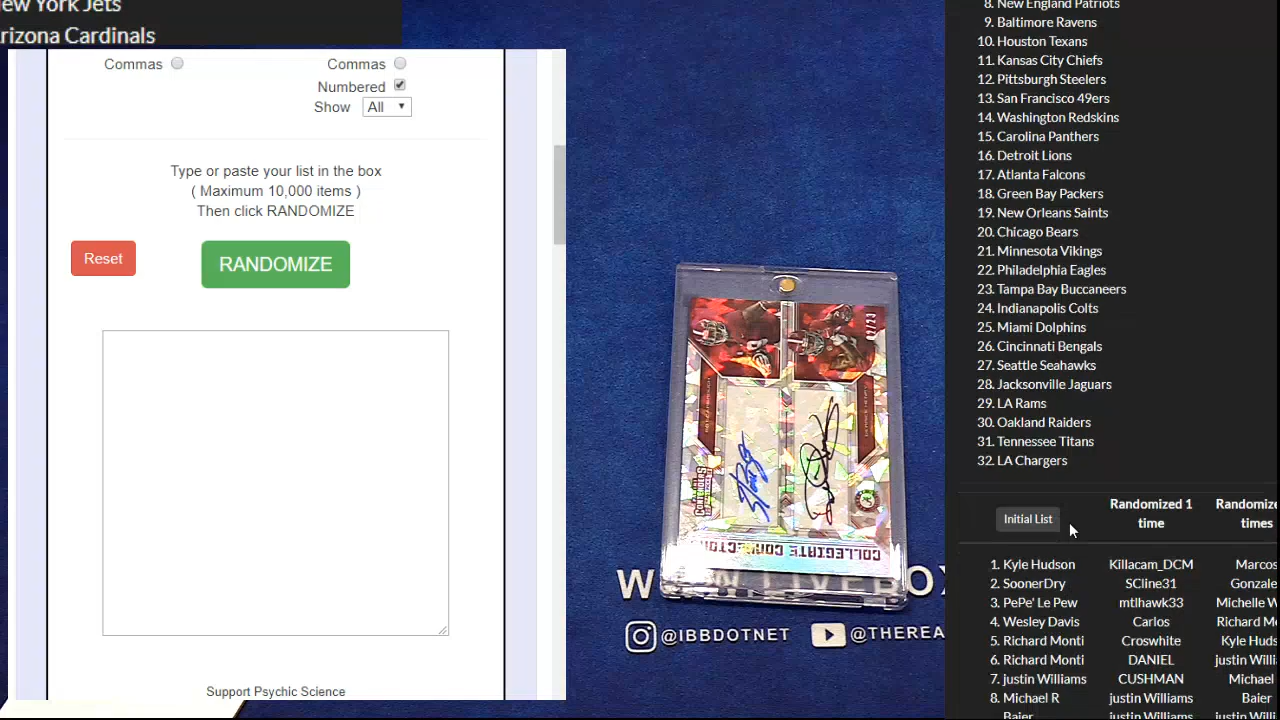 ew York Jets
rizona Cardinals
Commas
Commas
Numbered
Show All
Type or paste your list in the box
( Maximum 10,000 items )
Then click RANDOMIZE
Reset
RANDOMIZE
Support Psychic Science
COLLEGIATE CONNECTIONS
CONTENDERS
@IBBDOTNET
@THEREA
8. New England Patriots
9. Baltimore Ravens
10. Houston Texans
11. Kansas City Chiefs
12. Pittsburgh Steelers
13. San Francisco 49ers
14. Washington Redskins
15. Carolina Panthers
16. Detroit Lions
17. Atlanta Falcons
18. Green Bay Packers
19. New Orleans Saints
20. Chicago Bears
21. Minnesota Vikings
22. Philadelphia Eagles
23. Tampa Bay Buccaneers
24. Indianapolis Colts
25. Miami Dolphins
26. Cincinnati Bengals
27. Seattle Seahawks
28. Jacksonville Jaguars
29. LA Rams
30. Oakland Raiders
31. Tennessee Titans
32. LA Chargers
Initial List
Randomized 1 time
Randomize
times
1. Kyle Hudson Killacam_DCM Marcos
2. SoonerDry SCline31 Gonzale
3. PePe' Le Pew mtlhawk33 Michelle W
4. Wesley Davis Carlos Richard M
5. Richard Monti Croswhite Kyle Huds
6. Richard Monti DANIEL justin Willi
7. justin Williams CUSHMAN Michael
8. Michael R justin Williams Baier
Baier justin Williams justin Willi